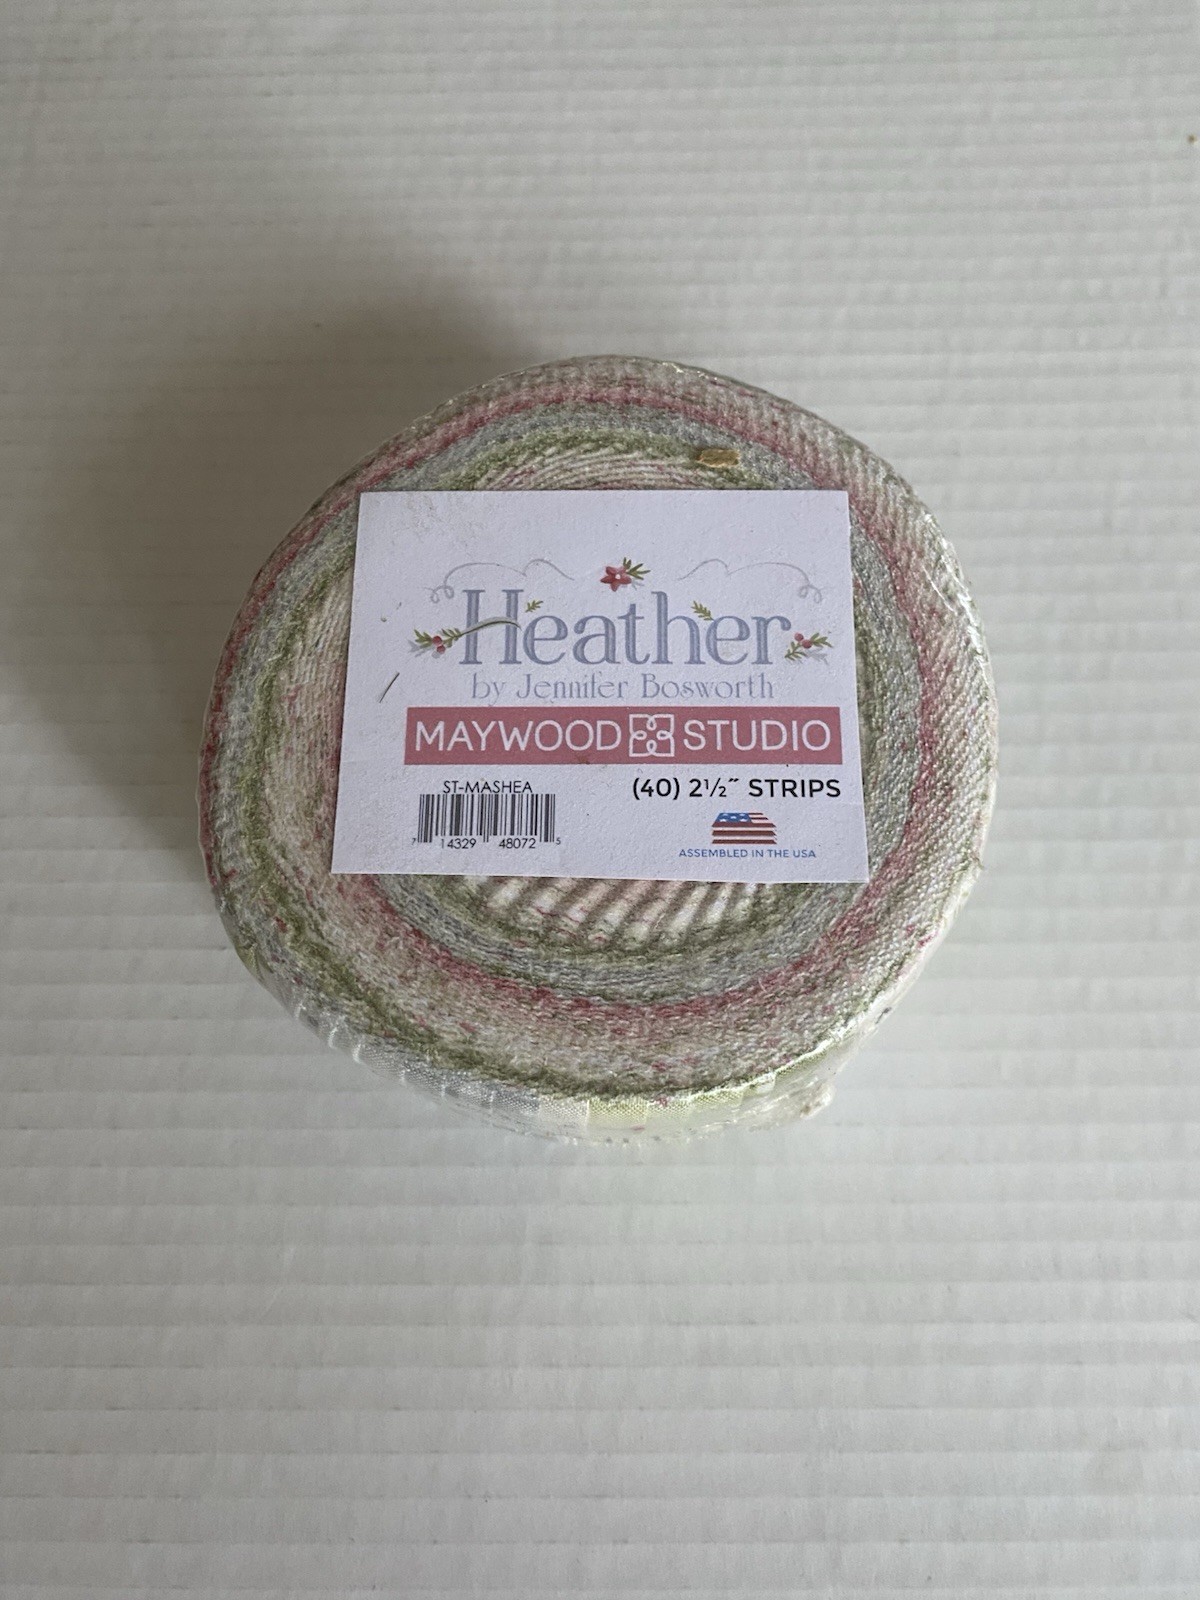 Heather
by Jennifer Bosworth
MAYWOOD STUDIO
ST-MASHEA
(40) 2½˝ STRIPS
7 14329 48072 5
ASSEMBLED IN THE USA